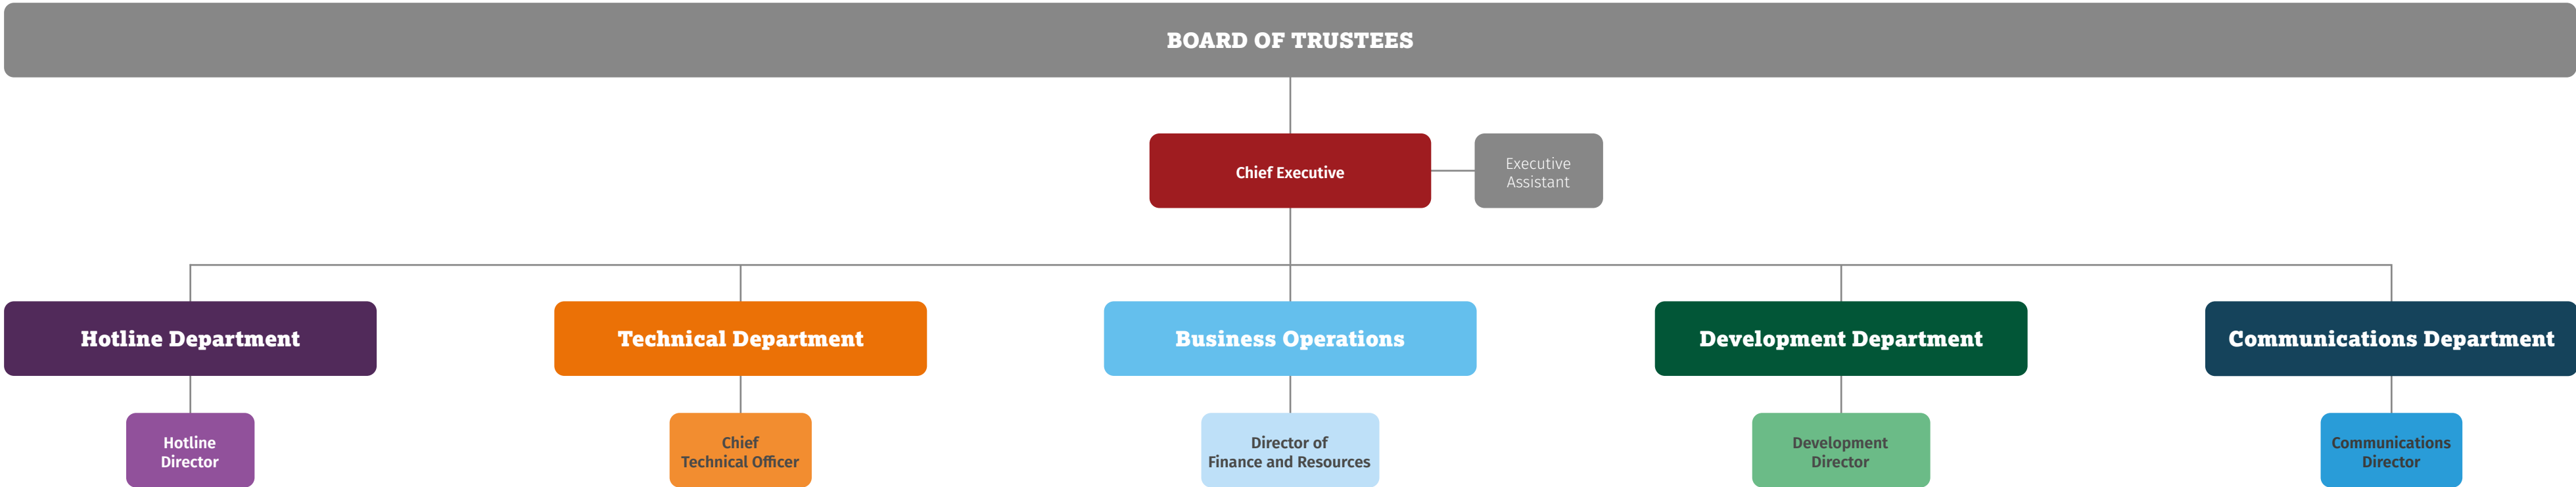 BOARD OF TRUSTEES
Chief Executive
Executive
Assistant
Hotline Department
Technical Department
Business Operations
Development Department
Communications Department
Hotline
Director
Chief
Technical Officer
Director of
Finance and Resources
Development
Director
Communications
Director